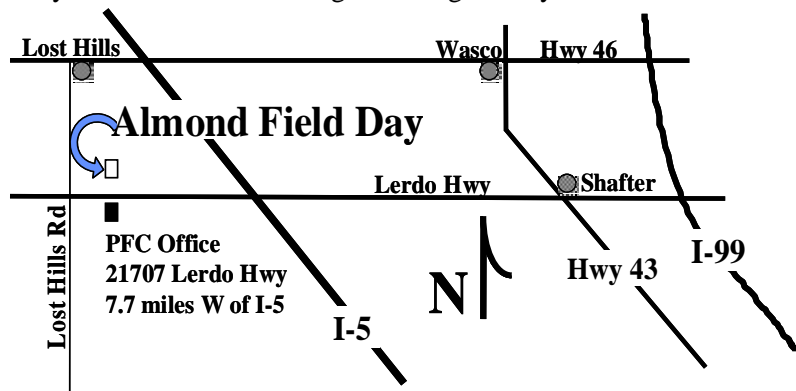 Lost Hills
Wasco
Hwy 46
Almond Field Day
Lerdo Hwy
Shafter
PFC Office
21707 Lerdo Hwy
7.7 miles W of I-5
Lost Hills Rd
N
I-5
Hwy 43
I-99